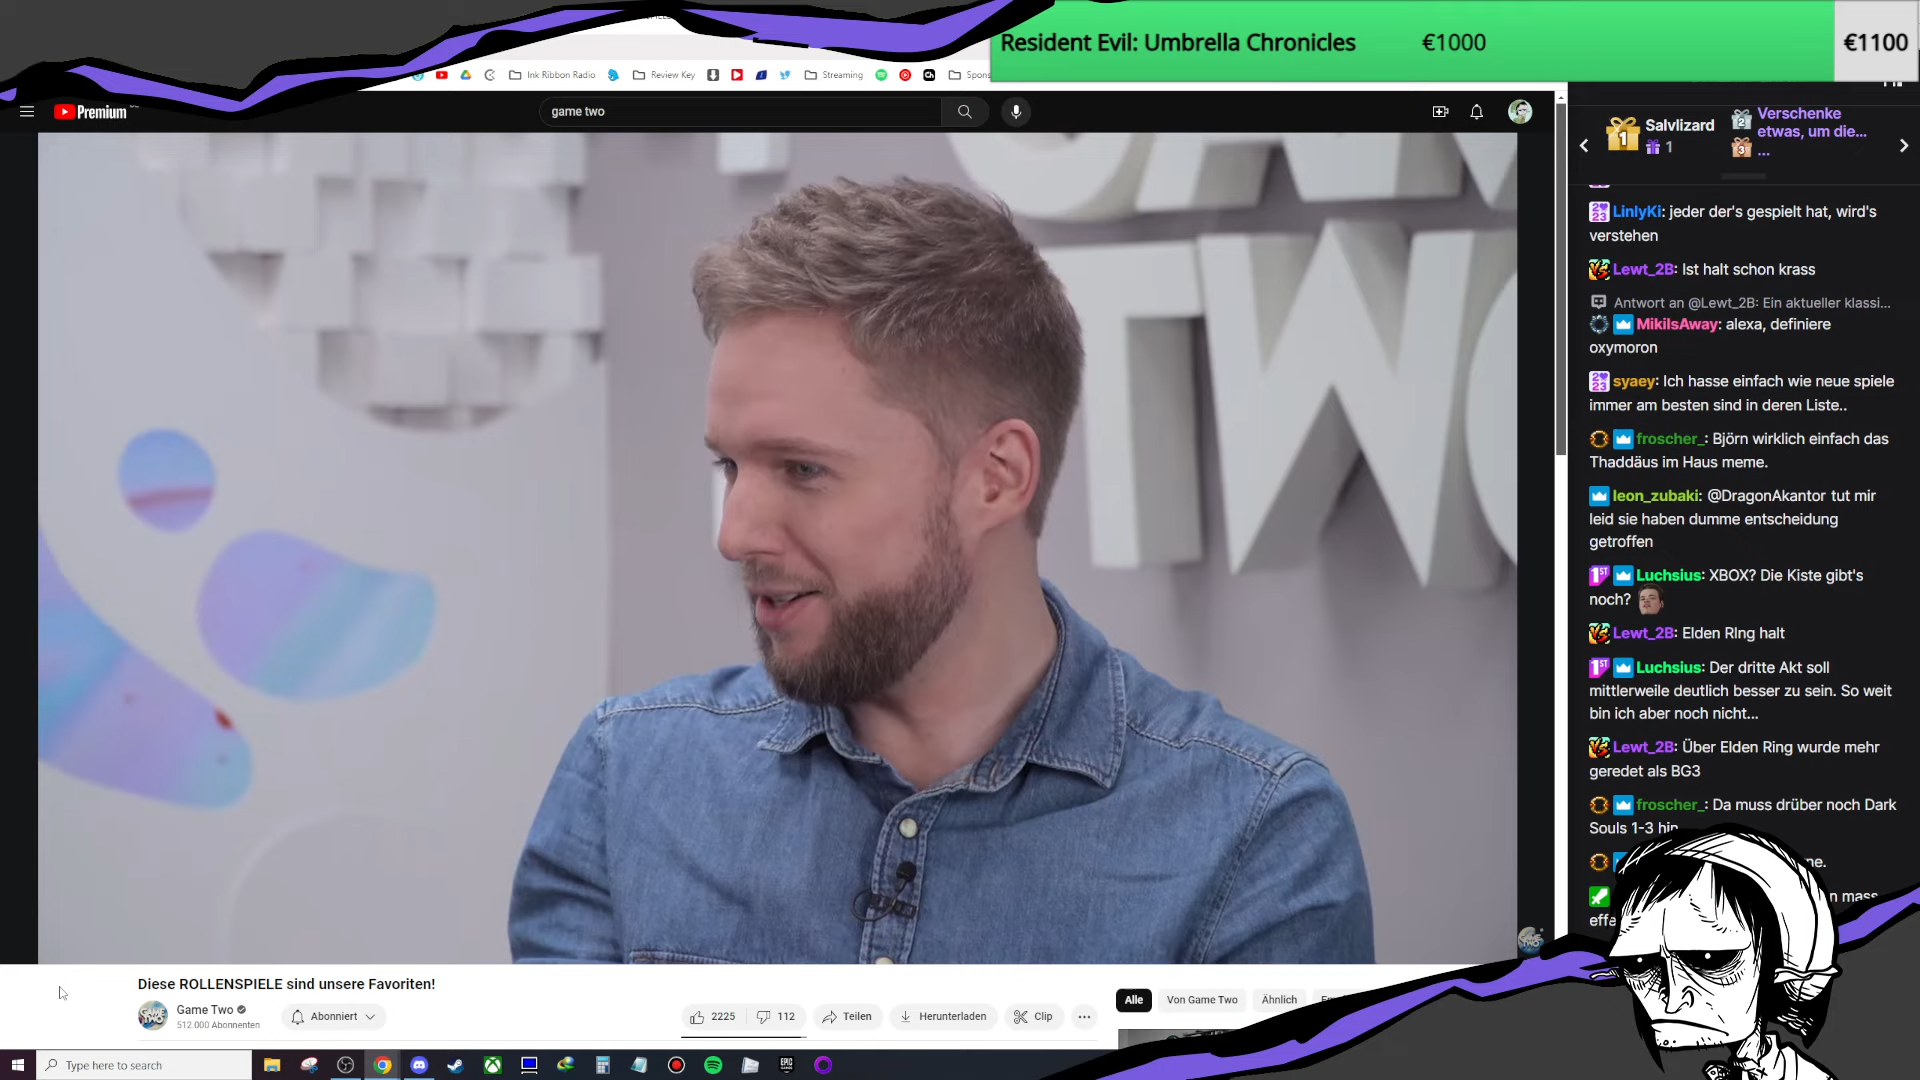 Resident Evil: Umbrella Chronicles €1000 €1100
Ink Ribbon Radio
Review Key
Streaming
Premium
game two
1 Salvlizard
1
2 Verschenke
etwas, um die...
3 ...
LinlyKi: jeder der's gespielt hat, wird's
verstehen
Lewt_2B: Ist halt schon krass
Antwort an @Lewt_2B: Ein aktueller klassi...
MikilsAway: alexa, definiere
oxymoron
syaey: Ich hasse einfach wie neue spiele
immer am besten sind in deren Liste..
froscher_: Björn wirklich einfach das
Thaddäus im Haus meme.
leon_zubaki: @DragonAkantor tut mir
leid sie haben dumme entscheidung
getroffen
Luchsius: XBOX? Die Kiste gibt's
noch?
Lewt_2B: Elden RIng halt
Luchsius: Der dritte Akt soll
mittlerweile deutlich besser zu sein. So weit
bin ich aber noch nicht...
Lewt_2B: Über Elden Ring wurde mehr
geredet als BG3
froscher_: Da muss drüber noch Dark
Souls 1-3 hin
TWO
Diese ROLLENSPIELE sind unsere Favoriten!
Game Two
512.000 Abonnenten
Abonniert
2225
112
Teilen
Herunterladen
Clip
Alle
Von Game Two
Ähnlich
Type here to search